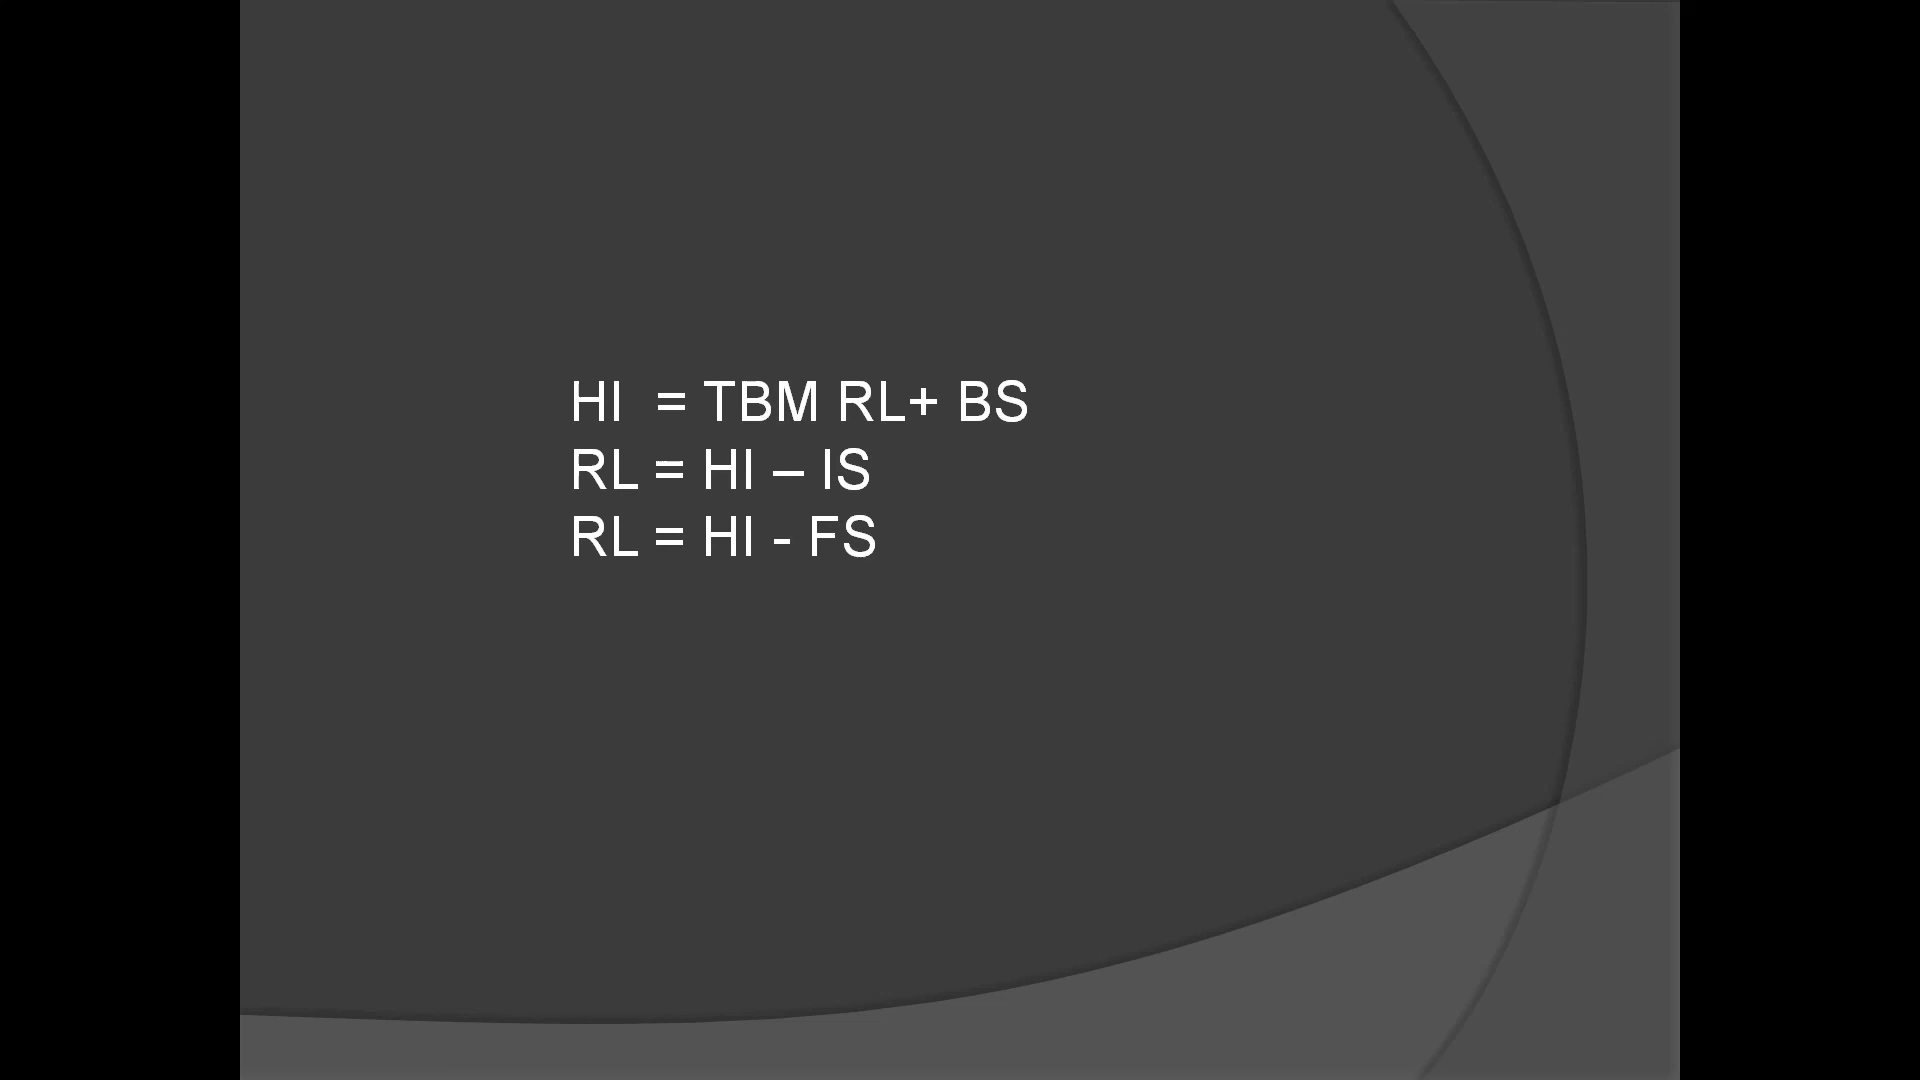 HI  = TBM RL+ BS
RL = HI – IS
RL = HI - FS